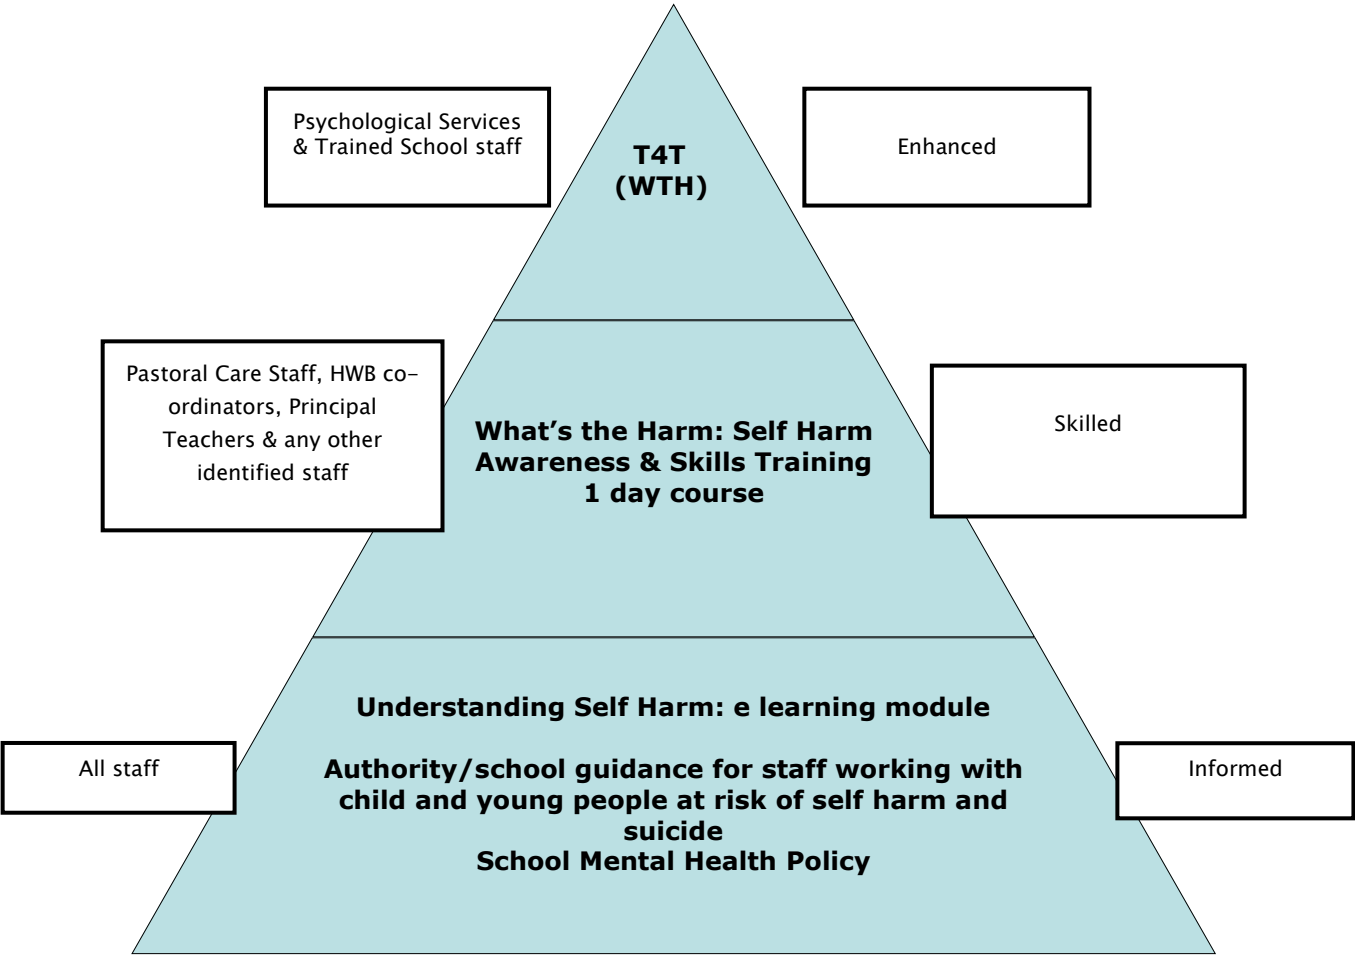 Psychological Services
& Trained School staff
T4T
(WTH)
Enhanced
Pastoral Care Staff, HWB co-
ordinators, Principal
Teachers & any other
identified staff
What’s the Harm: Self Harm
Awareness & Skills Training
1 day course
Skilled
All staff
Understanding Self Harm: e learning module
Authority/school guidance for staff working with
child and young people at risk of self harm and
suicide
School Mental Health Policy
Informed